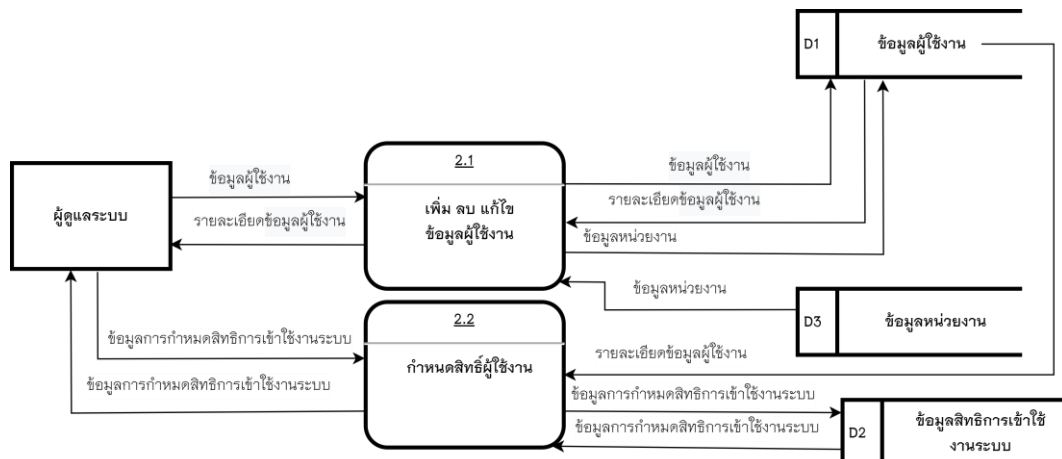 D1
ข้อมูลผู้ใช้งาน
2.1
เพิ่ม ลบ แก้ไข
ข้อมูลผู้ใช้งาน
ข้อมูลผู้ใช้งาน
ข้อมูลผู้ใช้งาน
รายละเอียดข้อมูลผู้ใช้งาน
ผู้ดูแลระบบ
รายละเอียดข้อมูลผู้ใช้งาน
ข้อมูลหน่วยงาน
ข้อมูลหน่วยงาน
D3
ข้อมูลหน่วยงาน
2.2
กำหนดสิทธิ์ผู้ใช้งาน
ข้อมูลการกำหมดสิทธิการเข้าใช้งานระบบ
รายละเอียดข้อมูลผู้ใช้งาน
ข้อมูลการกำหมดสิทธิการเข้าใช้งานระบบ
ข้อมูลการกำหมดสิทธิการเข้าใช้งานระบบ
ข้อมูลการกำหมดสิทธิการเข้าใช้งานระบบ
D2
ข้อมูลสิทธิการเข้าใช้
งานระบบ